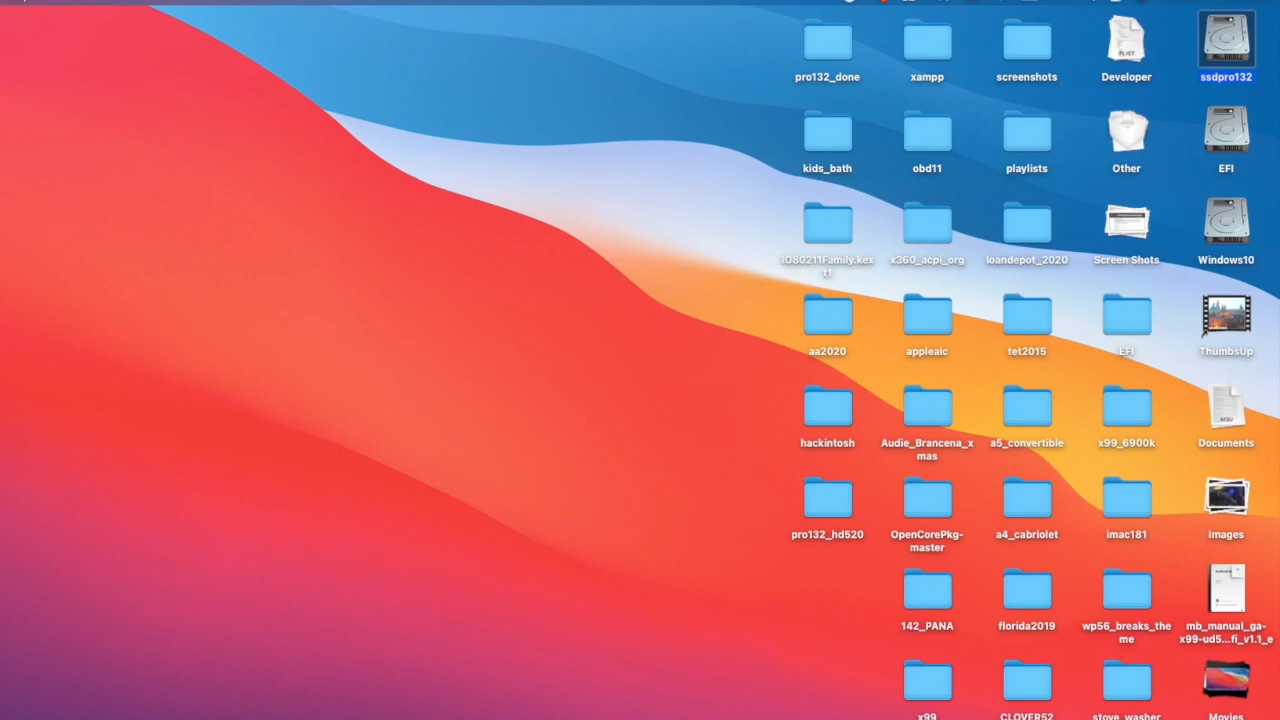 pro132_done
xampp
screenshots
Developer
ssdpro132
kids_bath
obd11
playlists
Other
EFI
IO80211Family.kex
t1
x360_acpi_org
loandepot_2020
Screen Shots
Windows10
aa2020
applealc
tet2015
EFI
ThumbsUp
hackintosh
Audie_Brancena_x
mas
a5_convertible
x99_6900k
Documents
pro132_hd520
OpenCorePkg-
master
a4_cabriolet
imac181
Images
142_PANA
florida2019
wp56_breaks_the
me
mb_manual_ga-
x99-ud5...fi_v1.1_e
x99
CLOVER52
stove_washer
Movies